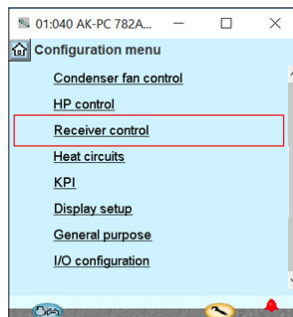 01:040 AK-PC 782A...
Configuration menu
Condenser fan control
HP control
Receiver control
Heat circuits
KPI
Display setup
General purpose
I/O configuration